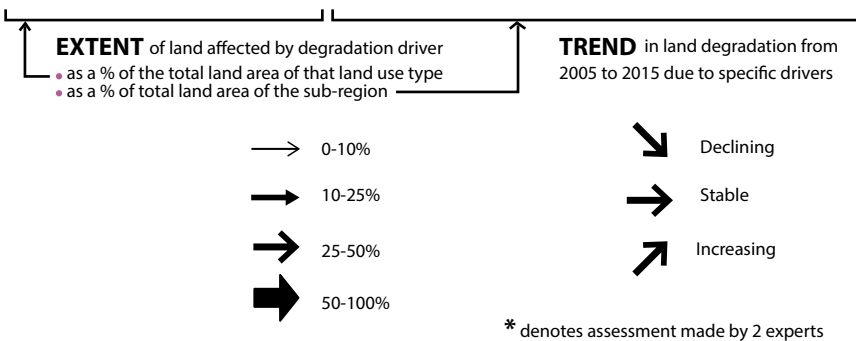 EXTENT of land affected by degradation driver
• as a % of the total land area of that land use type
• as a % of total land area of the sub-region
TREND in land degradation from
2005 to 2015 due to specific drivers
0-10%
10-25%
25-50%
50-100%
Declining
Stable
Increasing
* denotes assessment made by 2 experts